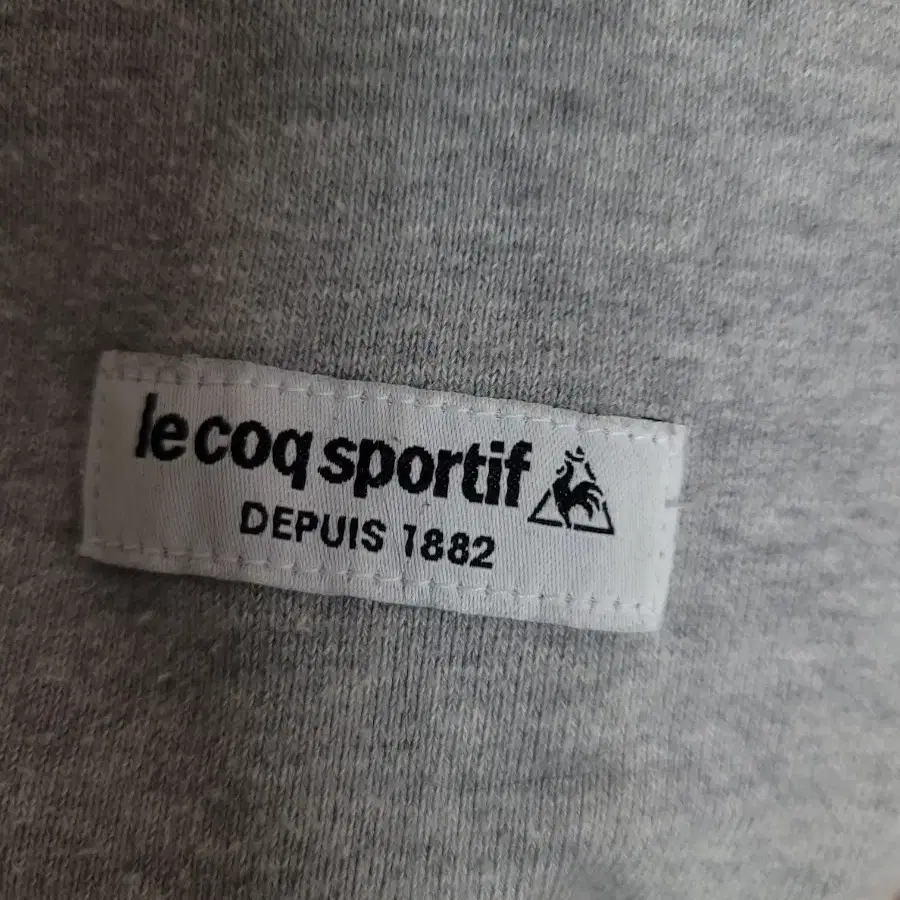 le coq sportif
DEPUIS 1882